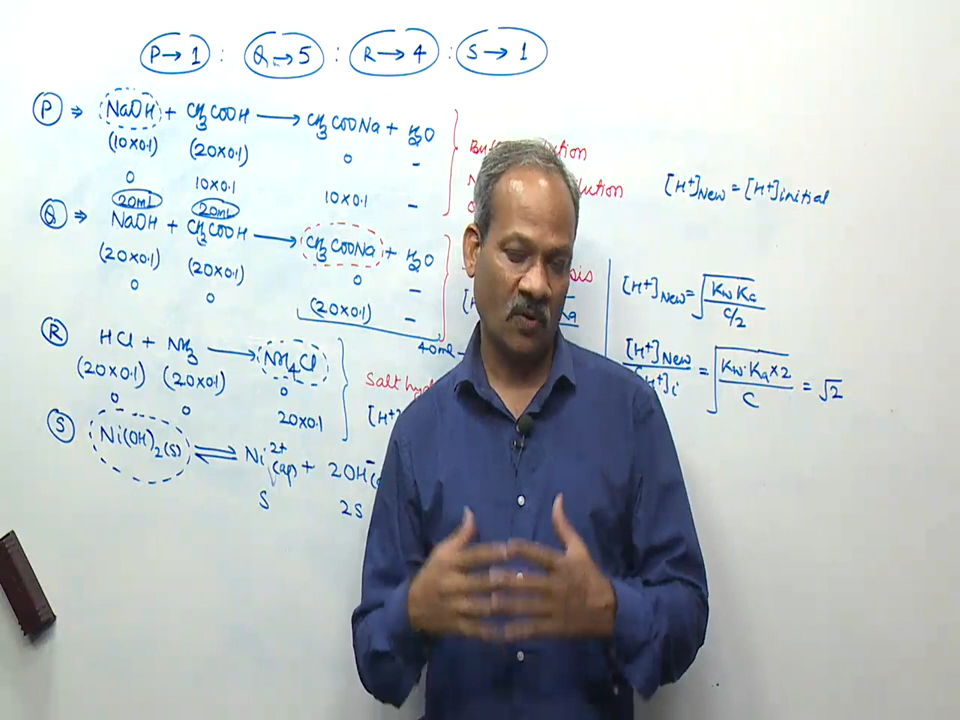 P→1 : Q→5 : R→4 : S→1
P ⇒ NaOH + CH₃COOH → CH₃COONa + H₂O
(10×0.1) (20×0.1) 0 –
0 10×0.1 10×0.1 –
[H⁺]New = [H⁺]initial
20ml 20ml
Q ⇒ NaOH + CH₃COOH → CH₃COONa + H₂O
(20×0.1) (20×0.1) 0 –
0 0 (20×0.1) –
40ml
[H⁺]New = √(KwKa / C/2)
[H⁺]New / [H⁺]i = √(Kw·Ka×2 / C) = √2
R ⇒ HCl + NH₃ → NH₄Cl
(20×0.1) (20×0.1) 0
0 0 20×0.1
Salt
[H⁺]
S ⇒ Ni(OH)₂(s) ⇌ Ni²⁺(aq) + 2OH⁻
S 2S